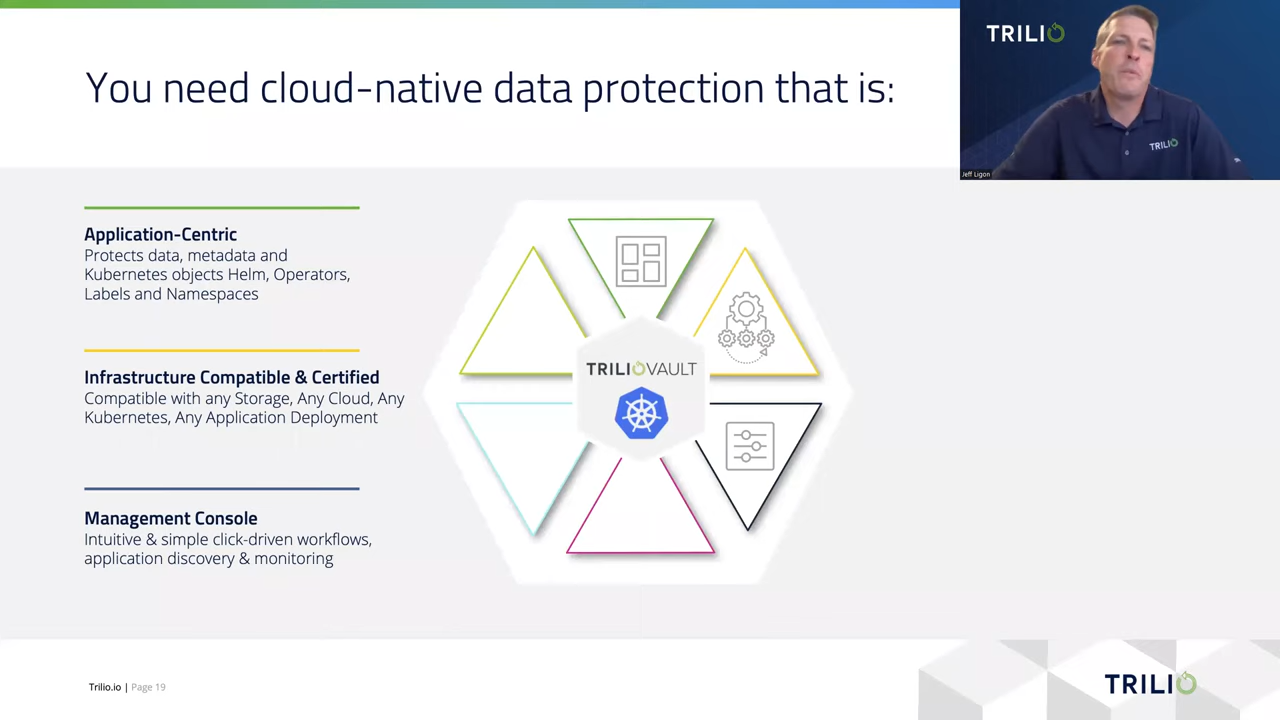 You need cloud-native data protection that is:
TRILIO
TRILIO
Jeff Ligon
Application-Centric
Protects data, metadata and
Kubernetes objects Helm, Operators,
Labels and Namespaces
Infrastructure Compatible & Certified
Compatible with any Storage, Any Cloud, Any
Kubernetes, Any Application Deployment
Management Console
Intuitive & simple click-driven workflows,
application discovery & monitoring
TRILIOVAULT
Trilio.io | Page 19
TRILIO